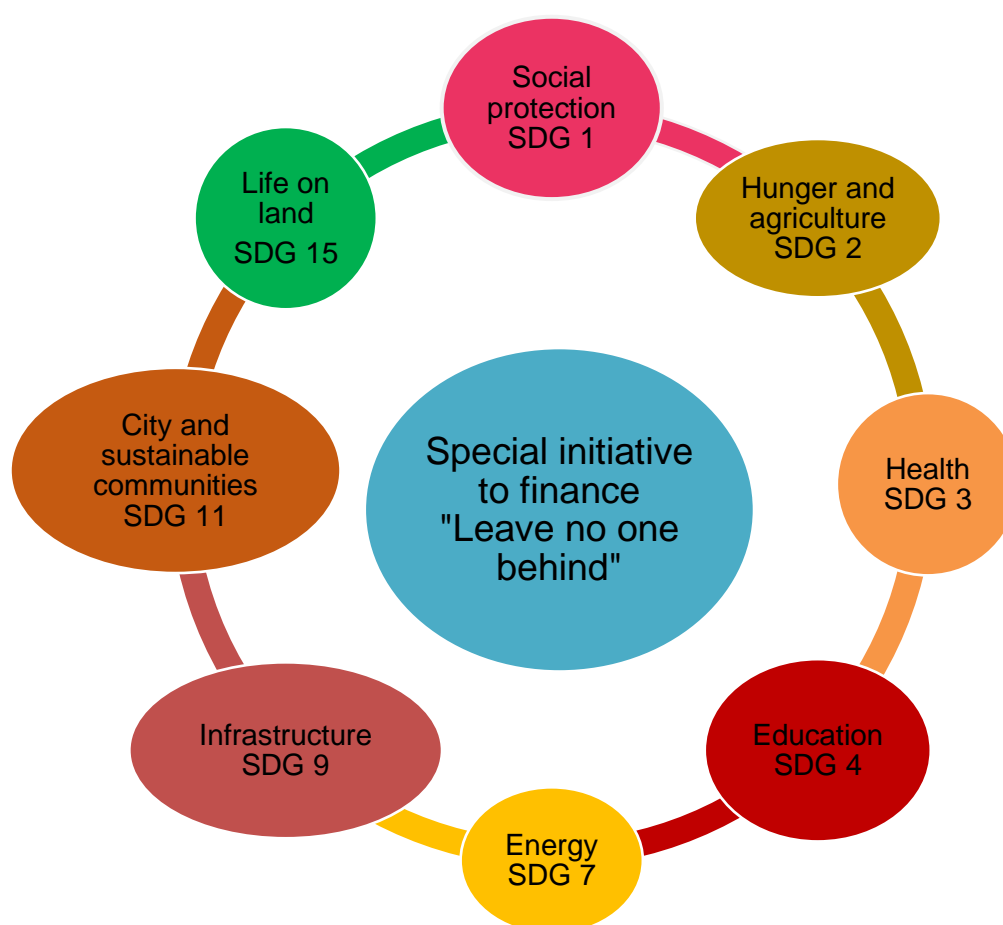 Social
protection
SDG 1
Hunger and
agriculture
SDG 2
Health
SDG 3
Education
SDG 4
Energy
SDG 7
Infrastructure
SDG 9
City and
sustainable
communities
SDG 11
Life on
land
SDG 15
Special initiative
to finance
"Leave no one
behind"